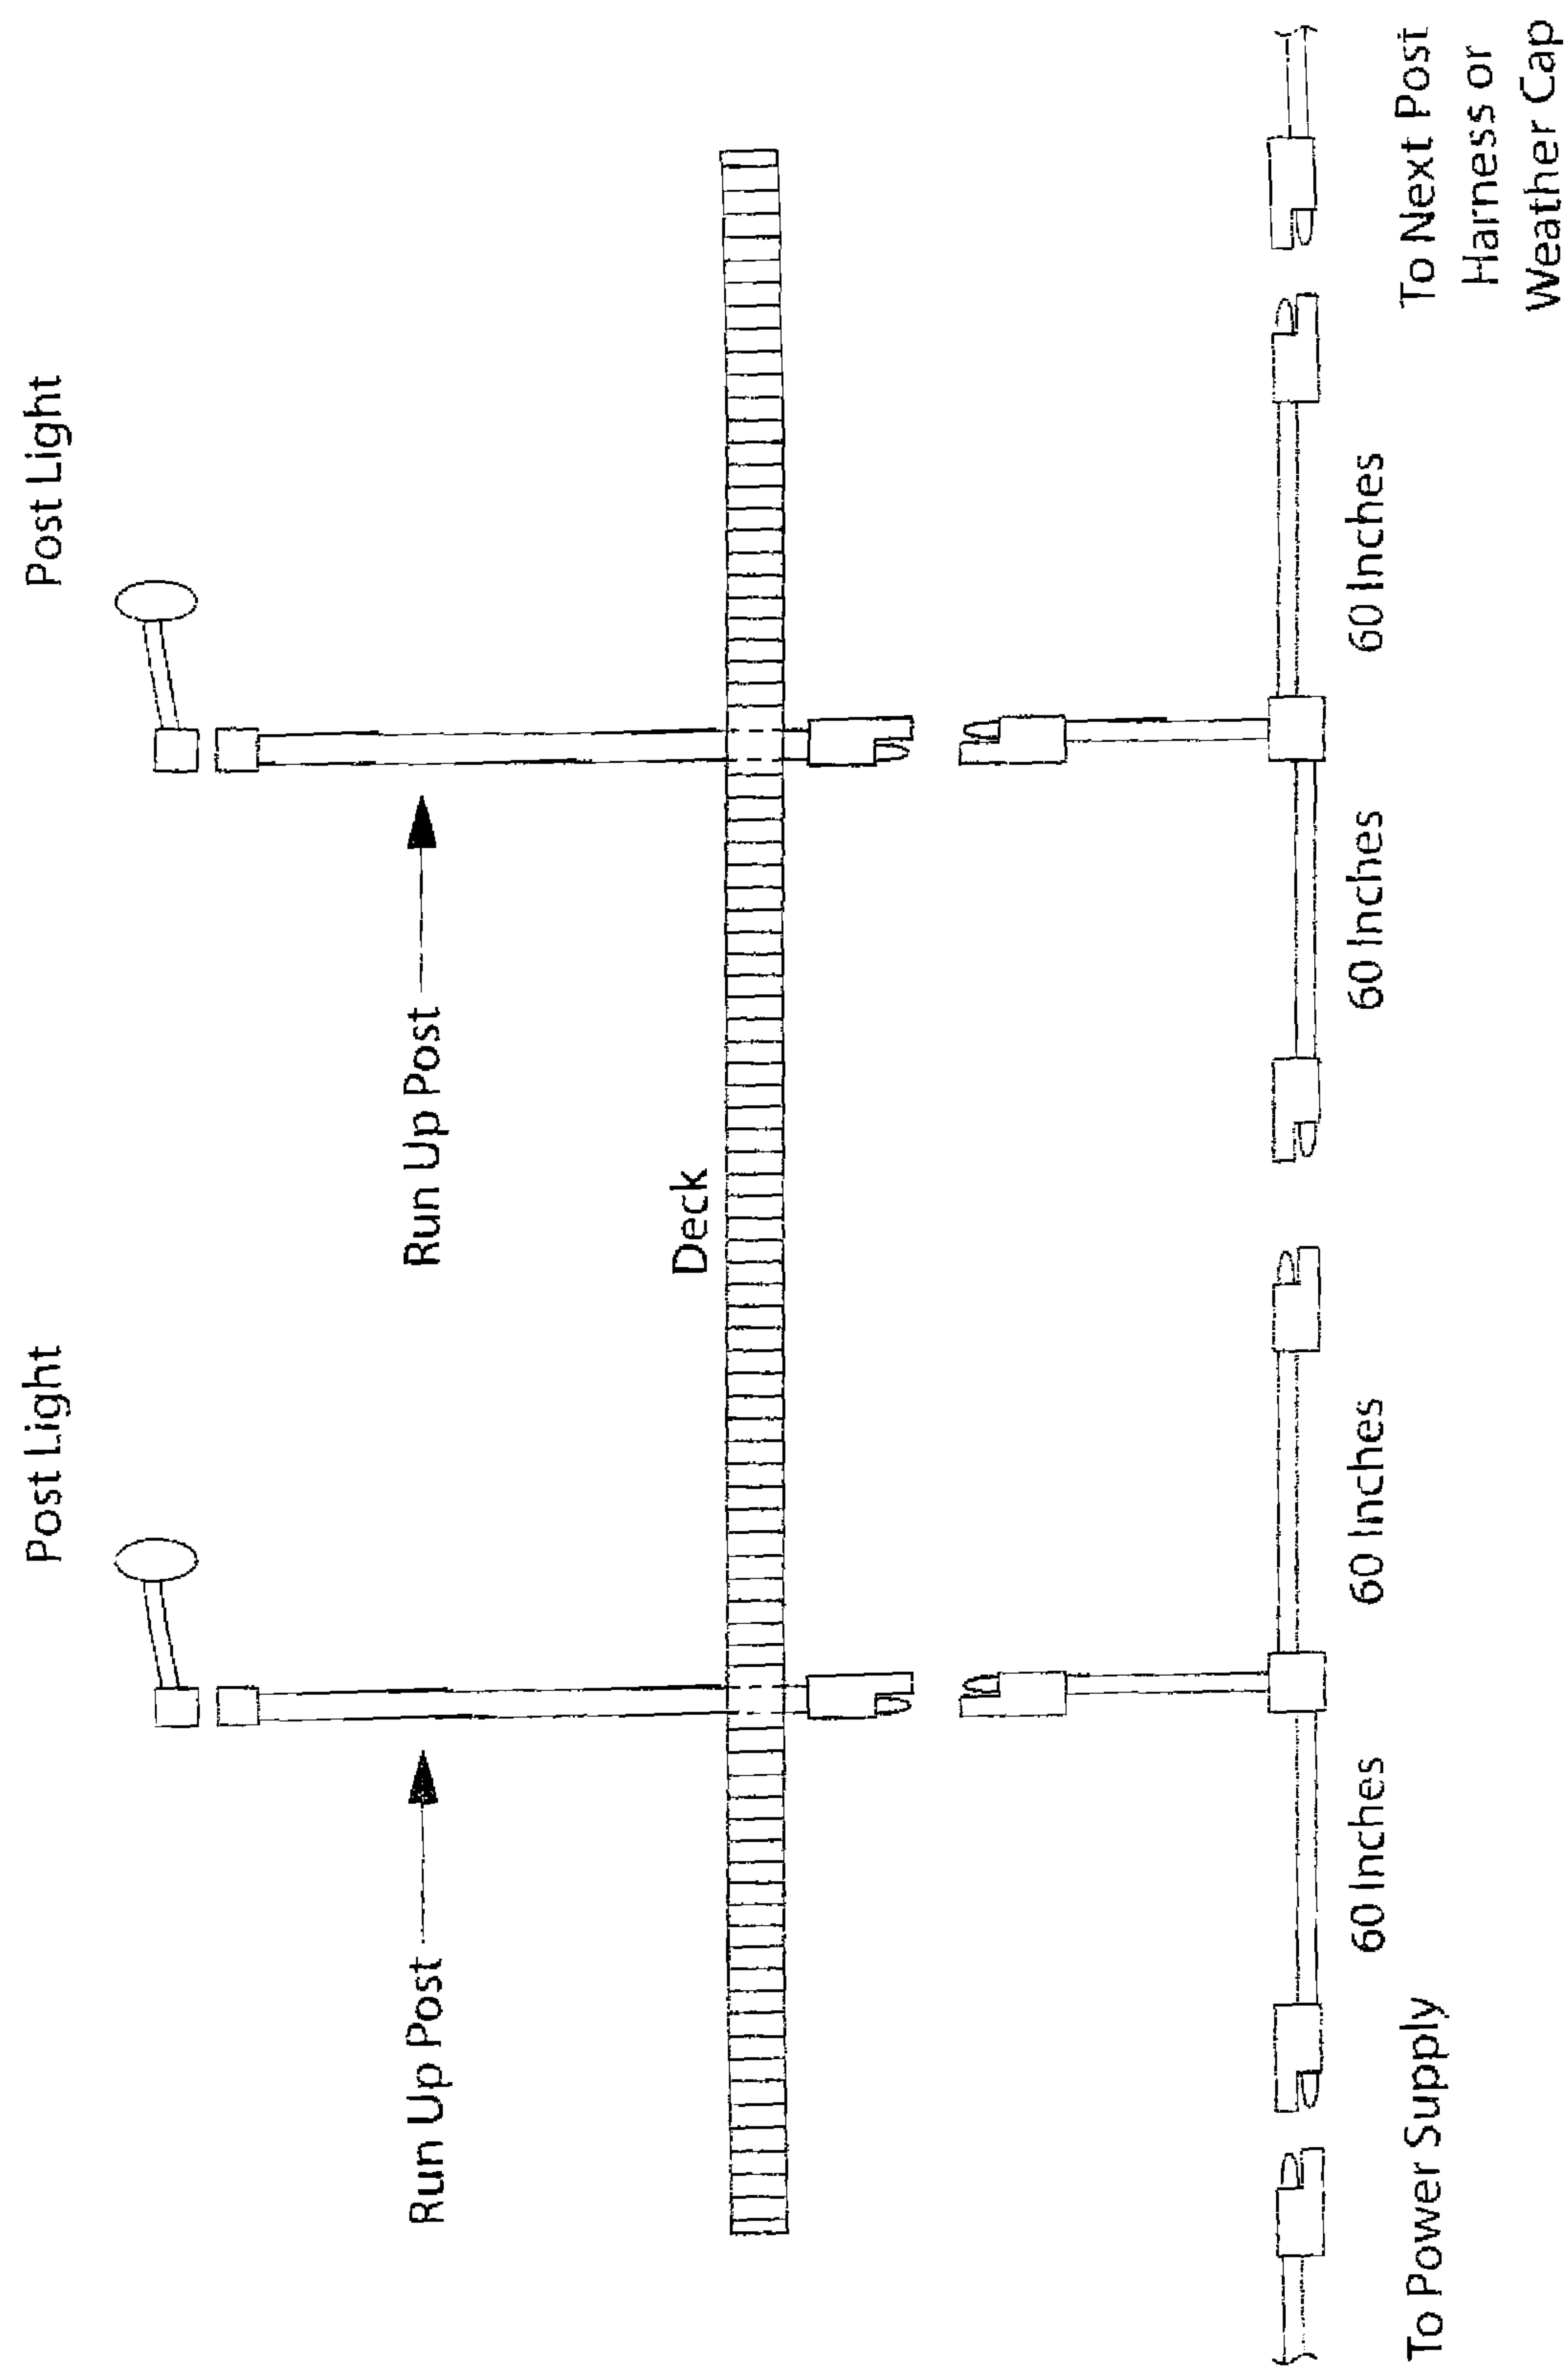 Post Light
Post Light
Run Up Post
Run Up Post
Deck
60 Inches
60 Inches
60 Inches
60 Inches
To Power Supply
To Next Post
Harness or
Weather Cap